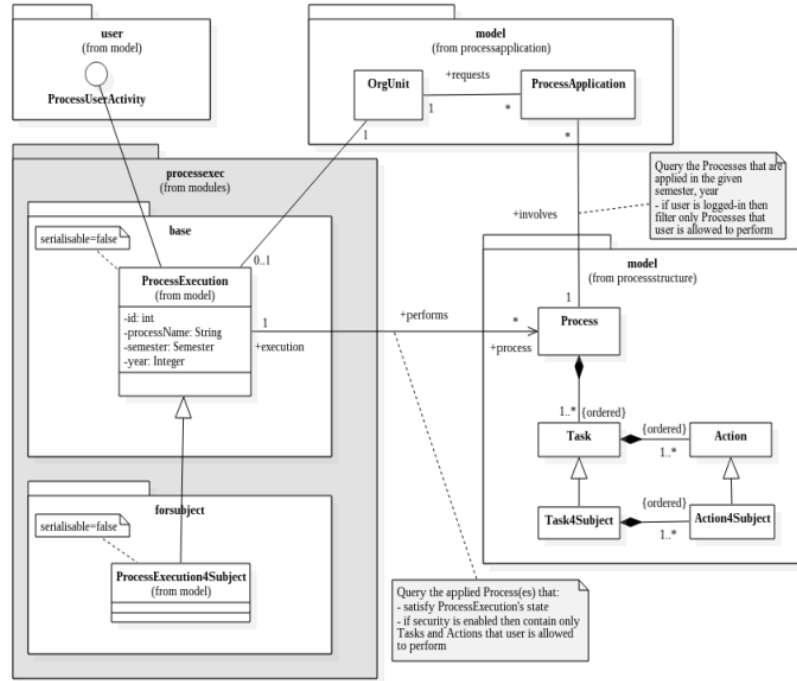 user
(from model)
ProcessUserActivity
model
(from processapplication)
OrgUnit
+requests
1
*
ProcessApplication
1
*
Query the Processes that are
applied in the given
semester, year
- if user is logged-in then
filter only Processes that
user is allowed to perform
+involves
processexec
(from modules)
base
serialisable=false
0..1
ProcessExecution
(from model)
-id: int
-processName: String
-semester: Semester
-year: Integer
1
+execution
+performs
*
+process
model
(from processstructure)
1
Process
1..* {ordered}
Task
{ordered}
1..*
Action
Task4Subject
{ordered}
1..*
Action4Subject
forsubject
serialisable=false
ProcessExecution4Subject
(from model)
Query the applied Process(es) that:
- satisfy ProcessExecution's state
- if security is enabled then contain only
Tasks and Actions that user is allowed
to perform